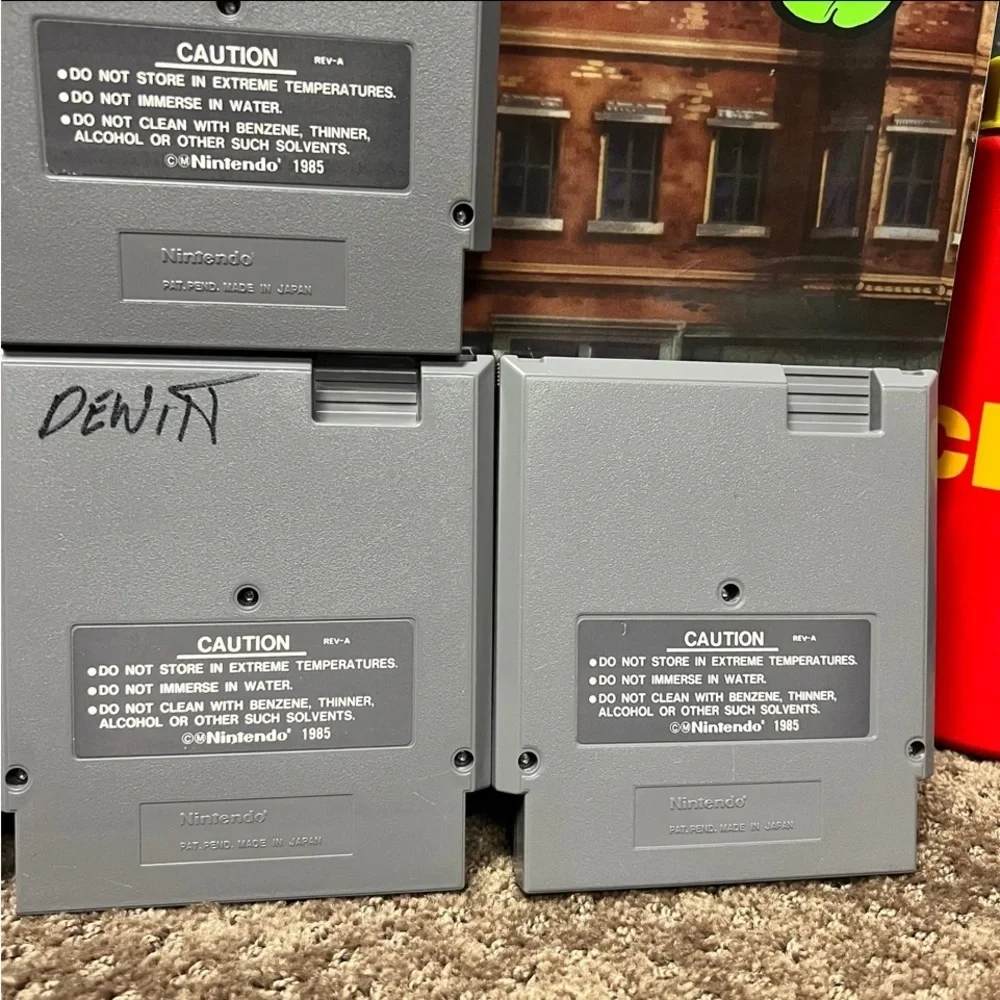 CAUTION REV-A
●DO NOT STORE IN EXTREME TEMPERATURES.
●DO NOT IMMERSE IN WATER.
●DO NOT CLEAN WITH BENZENE, THINNER,
ALCOHOL OR OTHER SUCH SOLVENTS.
©ⓂNintendo® 1985
Nintendo®
PAT. PEND. MADE IN JAPAN
DEWITT
CAUTION REV-A
●DO NOT STORE IN EXTREME TEMPERATURES.
●DO NOT IMMERSE IN WATER.
●DO NOT CLEAN WITH BENZENE, THINNER,
ALCOHOL OR OTHER SUCH SOLVENTS.
©ⓂNintendo® 1985
Nintendo®
PAT. PEND. MADE IN JAPAN
CAUTION REV-A
●DO NOT STORE IN EXTREME TEMPERATURES.
●DO NOT IMMERSE IN WATER.
●DO NOT CLEAN WITH BENZENE, THINNER,
ALCOHOL OR OTHER SUCH SOLVENTS.
©ⓂNintendo® 1985
Nintendo®
PAT. PEND. MADE IN JAPAN